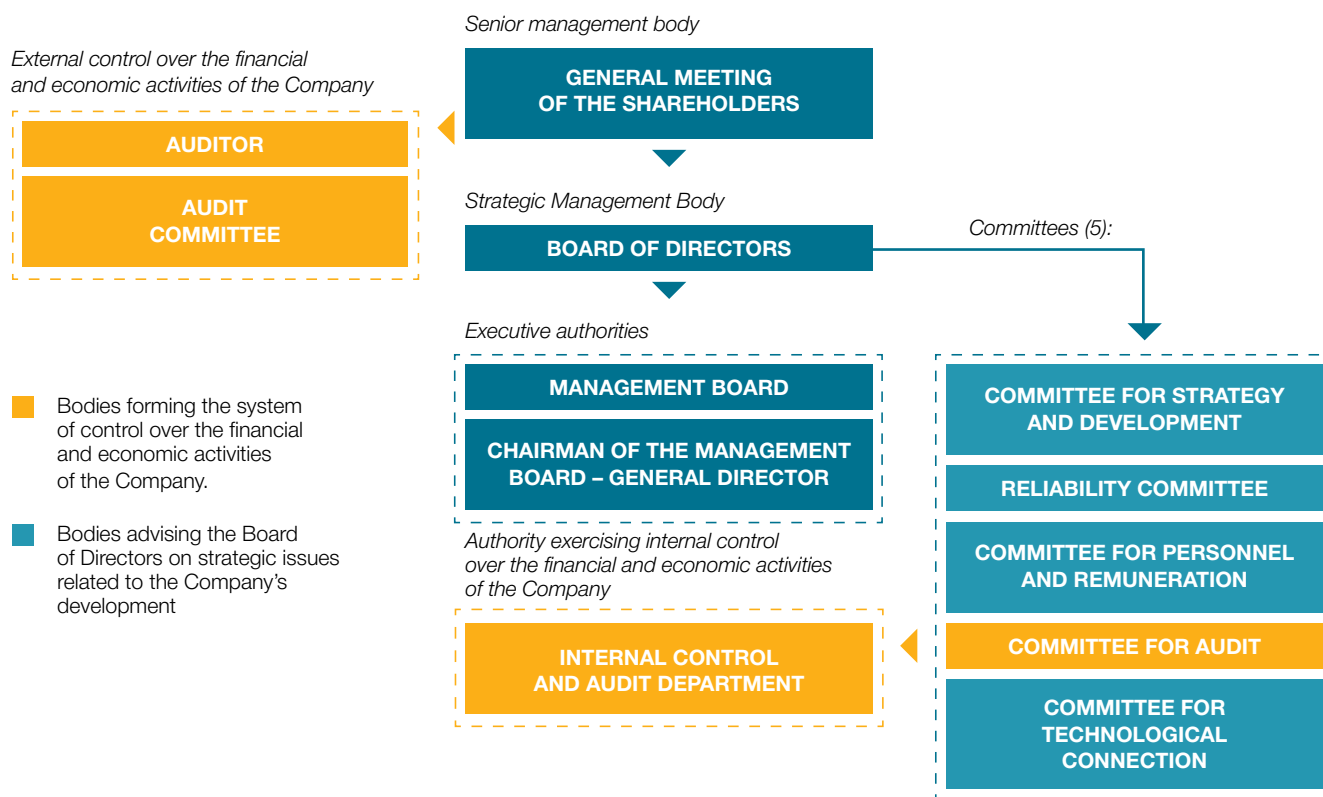 Senior management body
External control over the financial
and economic activities of the Company
GENERAL MEETING
OF THE SHAREHOLDERS
AUDITOR
AUDIT
COMMITTEE
Strategic Management Body
BOARD OF DIRECTORS
Committees (5):
Executive authorities
MANAGEMENT BOARD
CHAIRMAN OF THE MANAGEMENT
BOARD – GENERAL DIRECTOR
Bodies forming the system
of control over the financial
and economic activities
of the Company.
Bodies advising the Board
of Directors on strategic issues
related to the Company's
development
Authority exercising internal control
over the financial and economic activities
of the Company
INTERNAL CONTROL
AND AUDIT DEPARTMENT
COMMITTEE FOR STRATEGY
AND DEVELOPMENT
RELIABILITY COMMITTEE
COMMITTEE FOR PERSONNEL
AND REMUNERATION
COMMITTEE FOR AUDIT
COMMITTEE FOR
TECHNOLOGICAL
CONNECTION